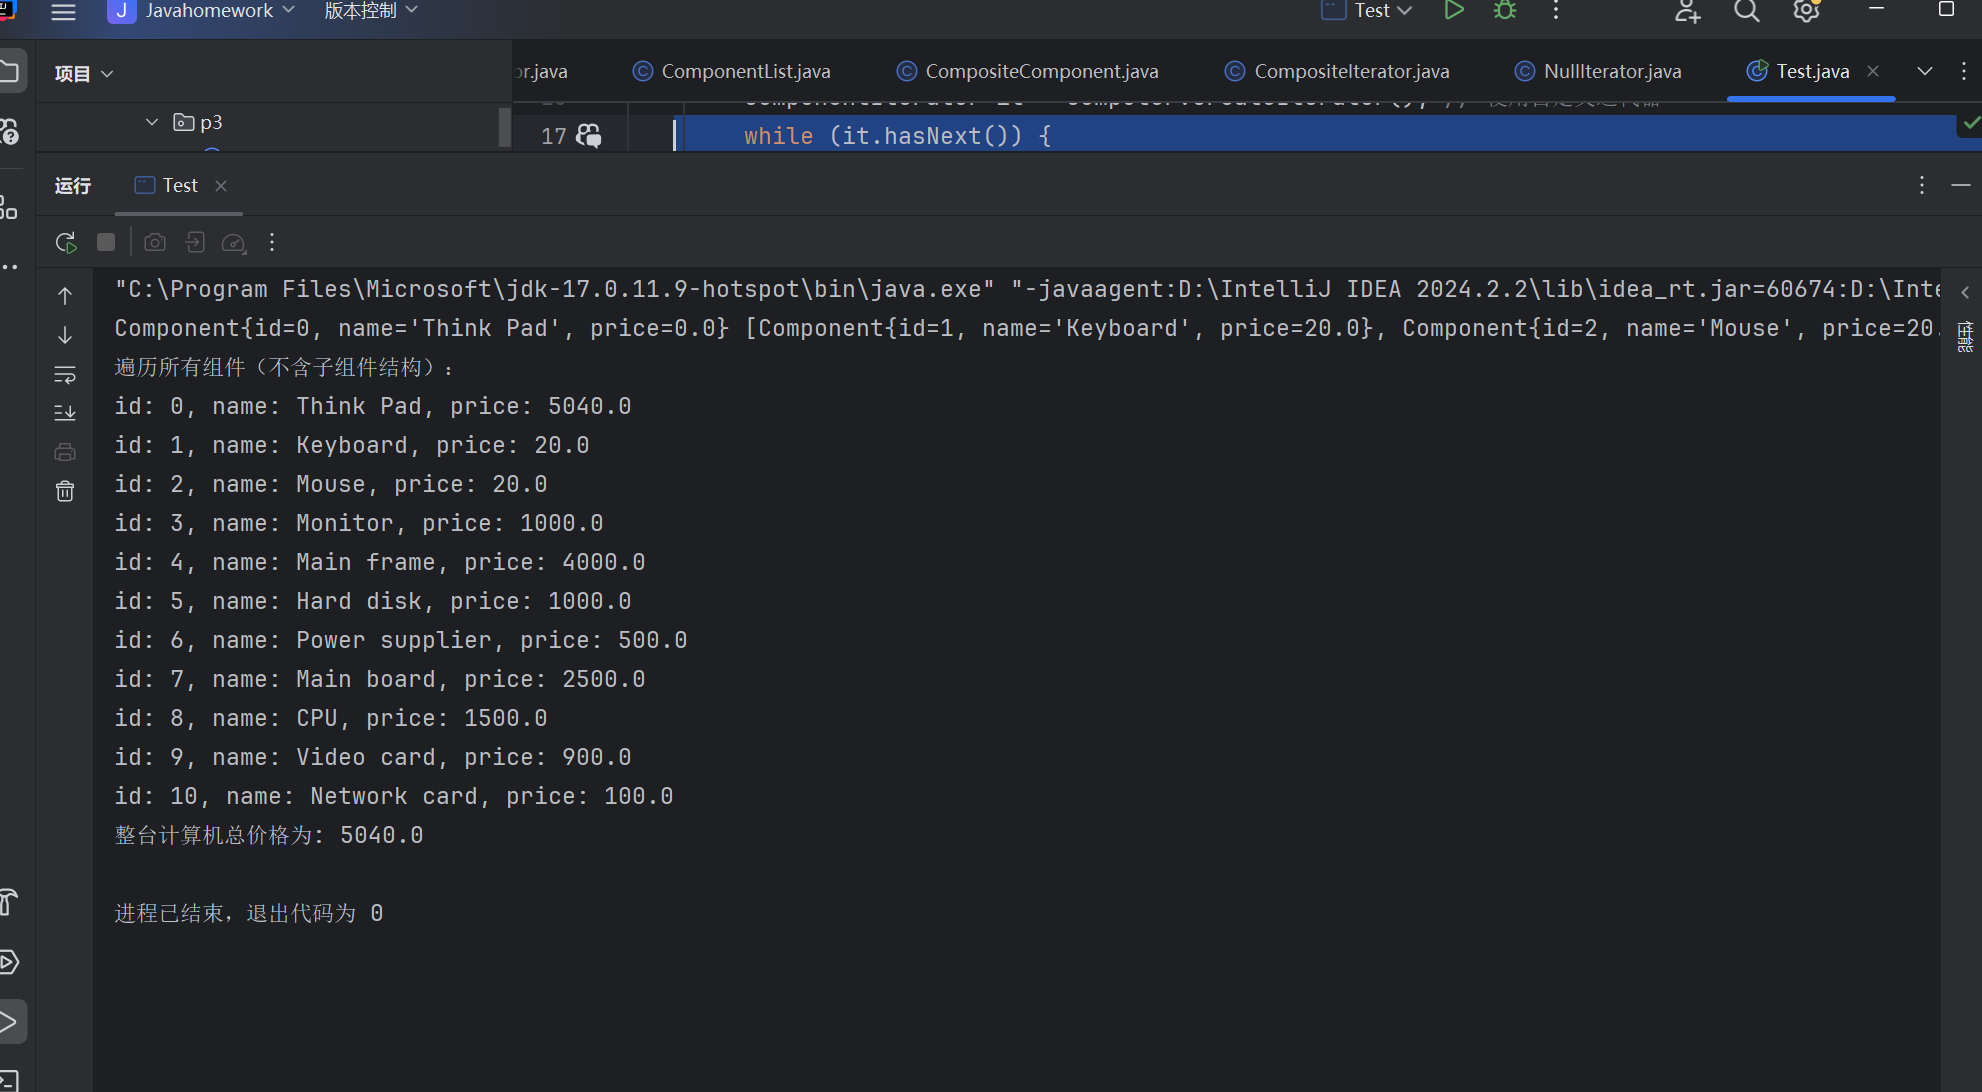 J Javahomework 版本控制 Test
项目
or.java ComponentList.java CompositeComponent.java CompositeIterator.java NullIterator.java Test.java
p3
17 while (it.hasNext()) {
运行 Test
"C:\Program Files\Microsoft\jdk-17.0.11.9-hotspot\bin\java.exe" "-javaagent:D:\IntelliJ IDEA 2024.2.2\lib\idea_rt.jar=60674:D:\Inte
Component{id=0, name='Think Pad', price=0.0} [Component{id=1, name='Keyboard', price=20.0}, Component{id=2, name='Mouse', price=20.
性能
遍历所有组件（不含子组件结构）：
id: 0, name: Think Pad, price: 5040.0
id: 1, name: Keyboard, price: 20.0
id: 2, name: Mouse, price: 20.0
id: 3, name: Monitor, price: 1000.0
id: 4, name: Main frame, price: 4000.0
id: 5, name: Hard disk, price: 1000.0
id: 6, name: Power supplier, price: 500.0
id: 7, name: Main board, price: 2500.0
id: 8, name: CPU, price: 1500.0
id: 9, name: Video card, price: 900.0
id: 10, name: Network card, price: 100.0
整台计算机总价格为: 5040.0
进程已结束，退出代码为 0